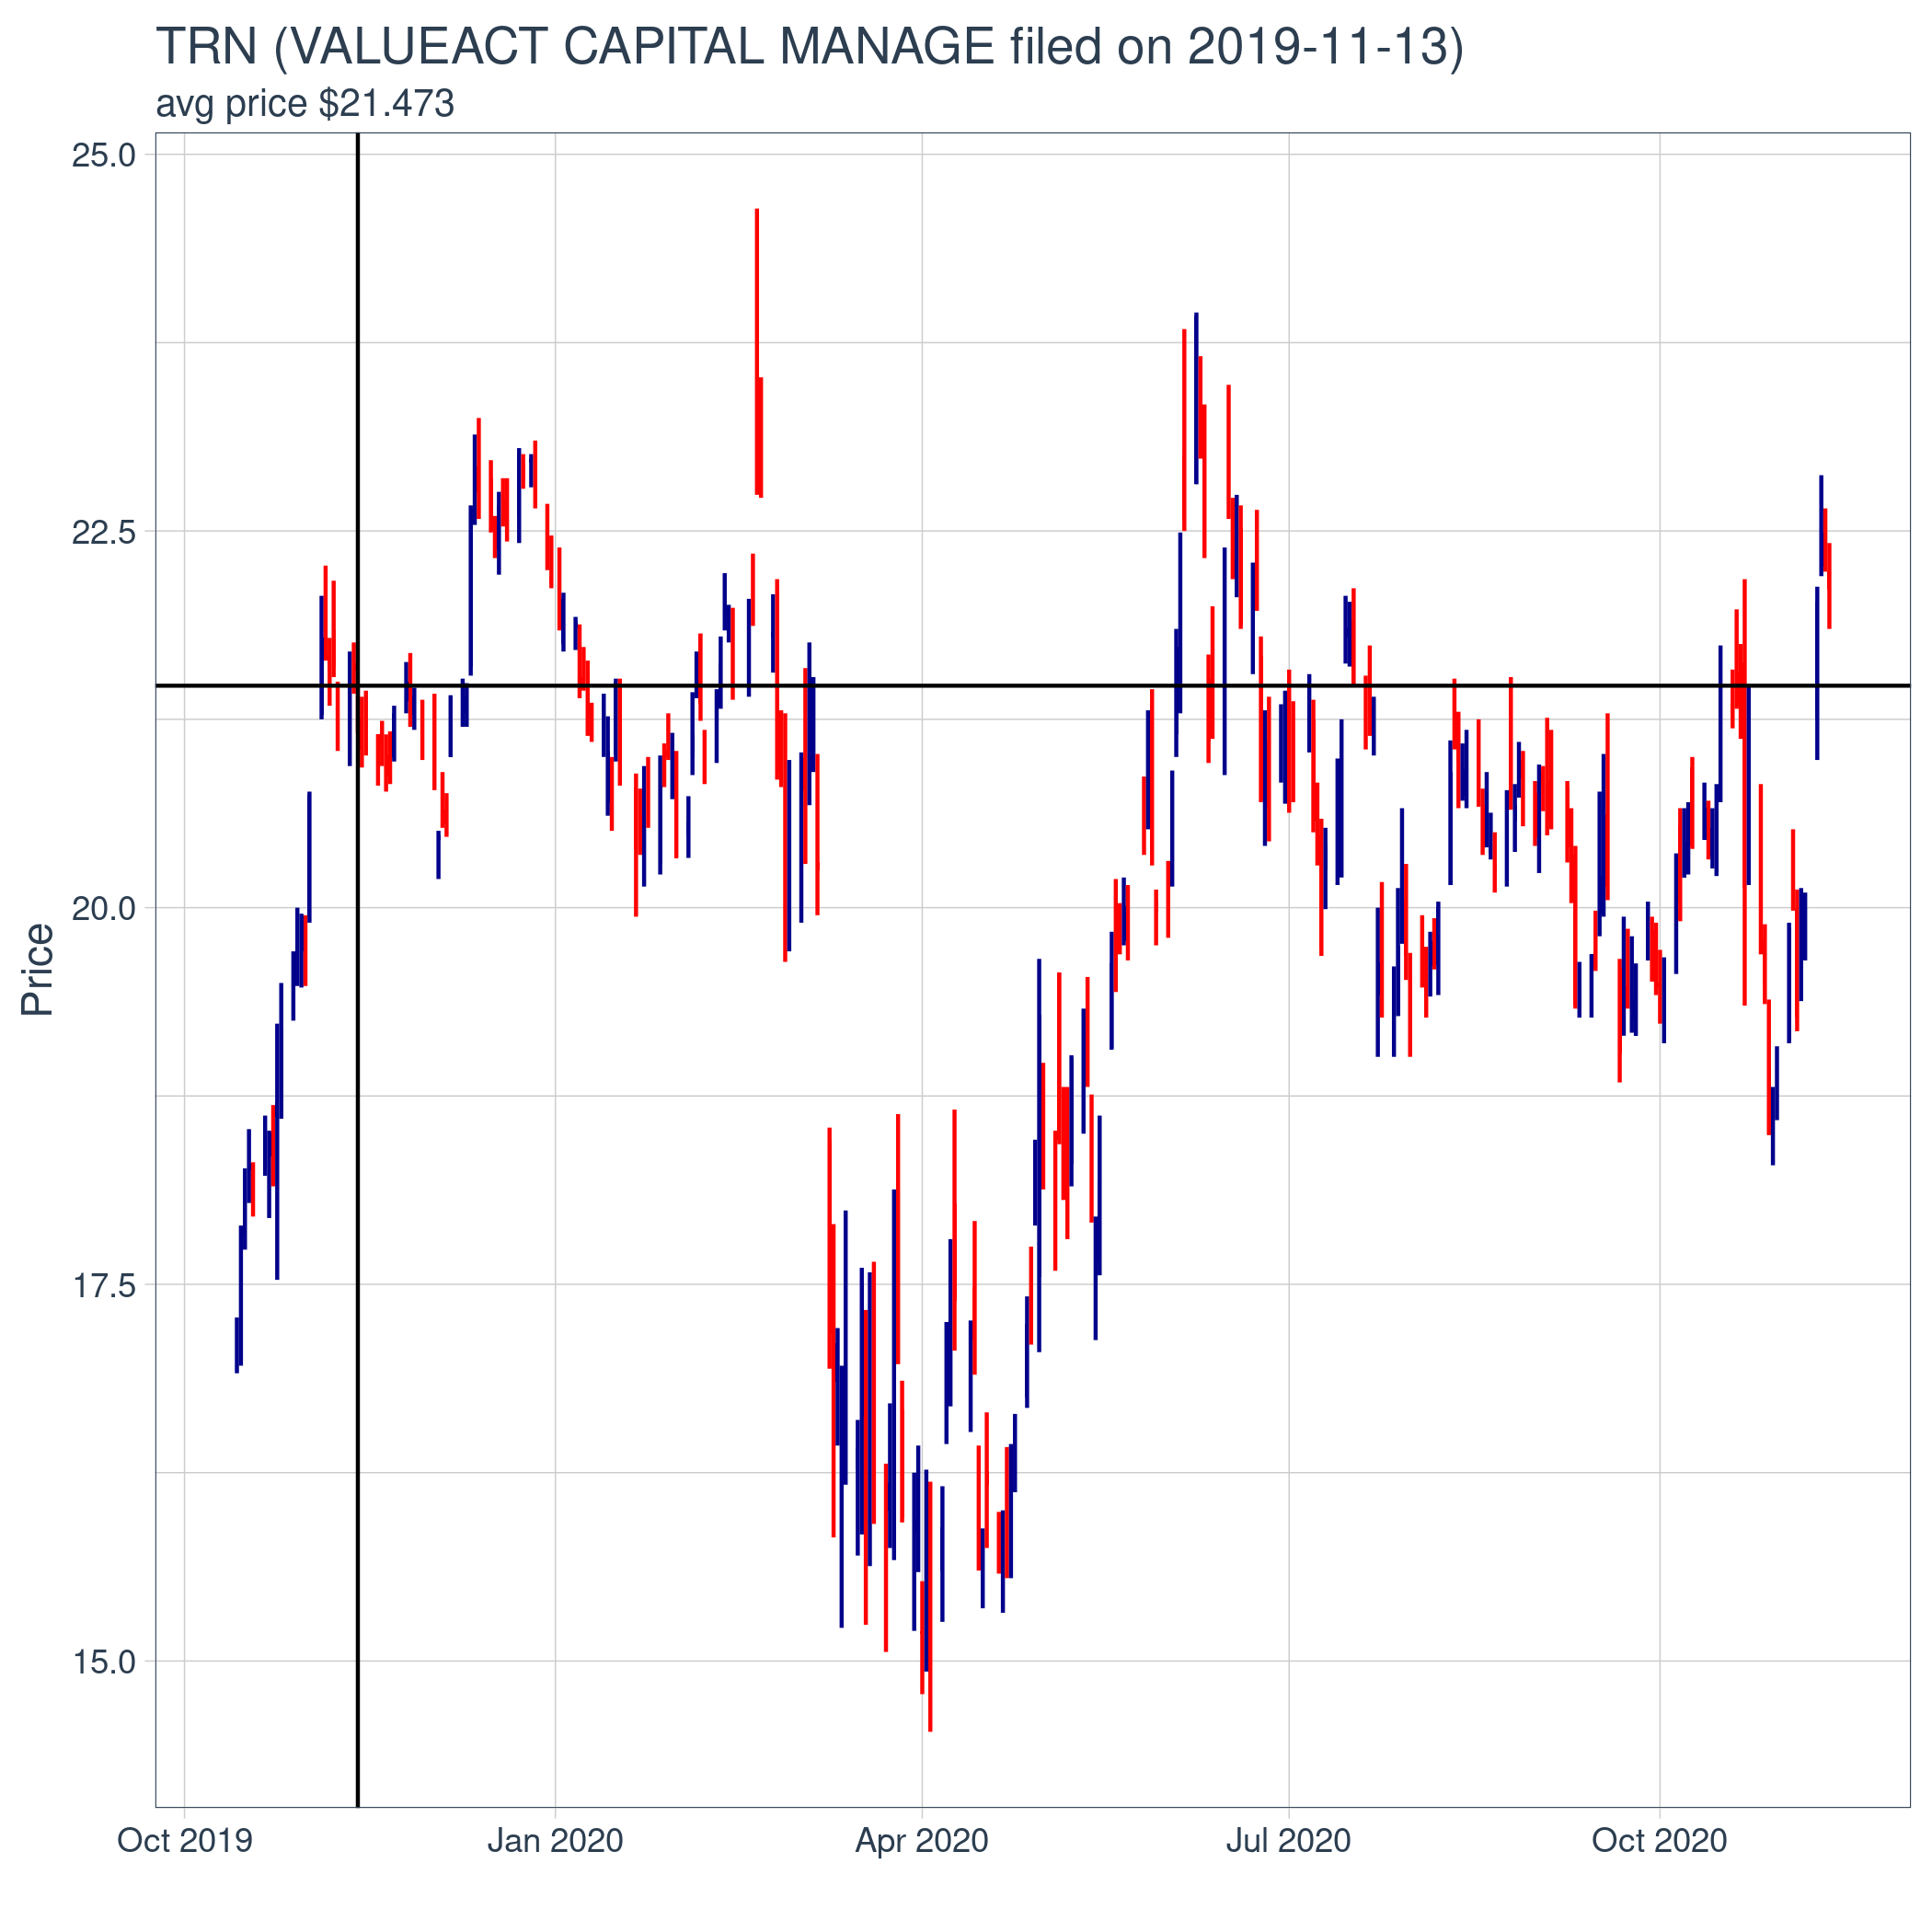 TRN (VALUEACT CAPITAL MANAGE filed on 2019-11-13)
avg price $21.473
25.0
22.5
20.0
17.5
15.0
Price
Oct 2019
Jan 2020
Apr 2020
Jul 2020
Oct 2020